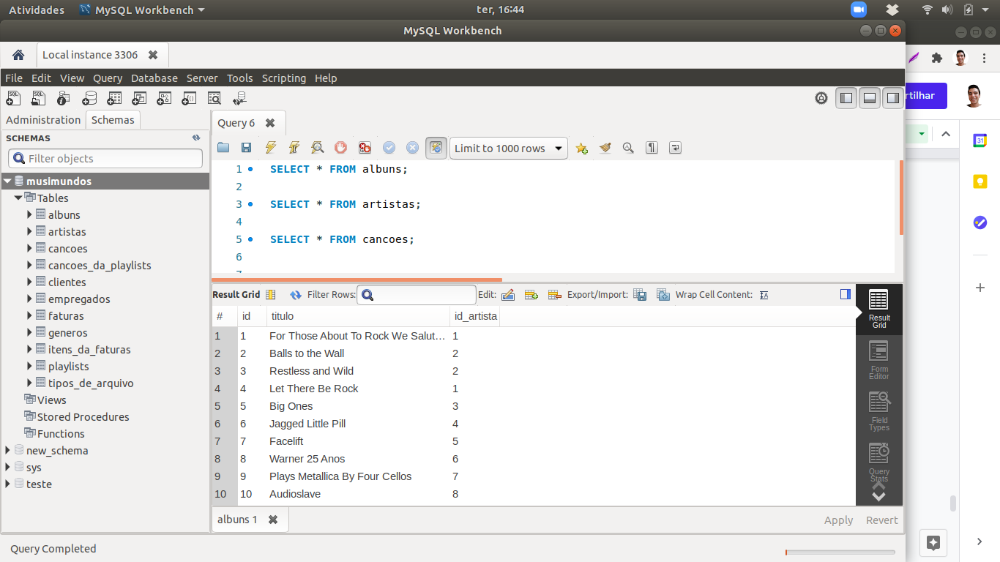 Atividades MySQL Workbench ter, 16:44
MySQL Workbench
Local instance 3306
File Edit View Query Database Server Tools Scripting Help
Administration Schemas
SCHEMAS
Filter objects
musimundos
Tables
albuns
artistas
cancoes
cancoes_da_playlists
clientes
empregados
faturas
generos
itens_da_faturas
playlists
tipos_de_arquivo
Views
Stored Procedures
Functions
new_schema
sys
teste
Query 6
Limit to 1000 rows
1 SELECT * FROM albuns;
2
3 SELECT * FROM artistas;
4
5 SELECT * FROM cancoes;
6
7
Result Grid Filter Rows: Edit: Export/Import: Wrap Cell Content: IA
# id titulo id_artista
1 1 For Those About To Rock We Salut… 1
2 2 Balls to the Wall 2
3 3 Restless and Wild 2
4 4 Let There Be Rock 1
5 5 Big Ones 3
6 6 Jagged Little Pill 4
7 7 Facelift 5
8 8 Warner 25 Anos 6
9 9 Plays Metallica By Four Cellos 7
10 10 Audioslave 8
Result
Grid
Form
Editor
Field
Types
Query
Stats
albuns 1
Apply Revert
Query Completed
rtilhar
31